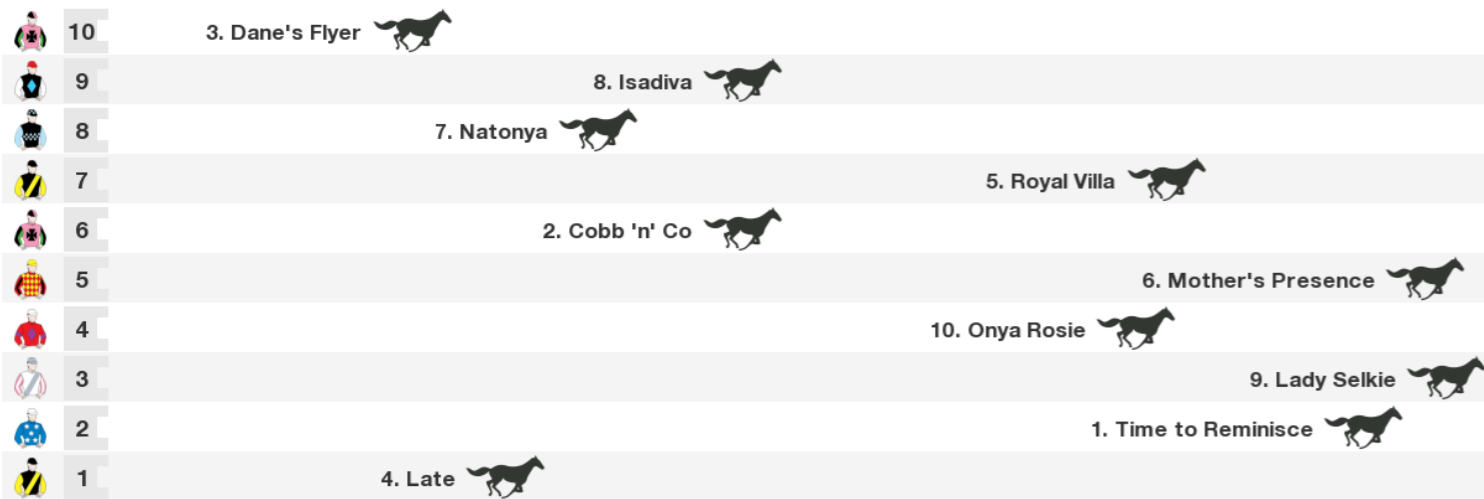 10 3. Dane's Flyer
9 8. Isadiva
8 7. Natonya
7 5. Royal Villa
6 2. Cobb 'n' Co
5 6. Mother's Presence
4 10. Onya Rosie
3 9. Lady Selkie
2 1. Time to Reminisce
1 4. Late